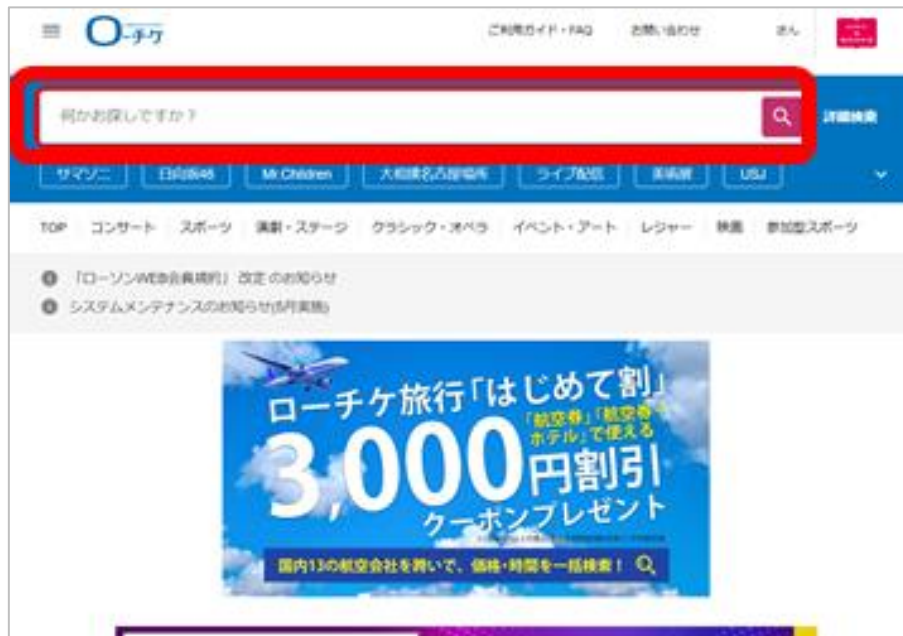 ローチケ
ご利用ガイド・FAQ お問い合わせ さん
何かお探しですか？
詳細検索
サマソニ 日向坂46 Mr.Children 大相撲名古屋場所 ライブ配信 美術展 USJ
TOP コンサート スポーツ 演劇・ステージ クラシック・オペラ イベント・アート レジャー 映画 参加型スポーツ
「ローソンWEB会員規約」 改定 のお知らせ
システムメンテナンスのお知らせ(5月実施)
ローチケ旅行「はじめて割」
「航空券」「航空券+
ホテル」で使える
3,000円割引
クーポンプレゼント
国内13の航空会社を舞いで、価格・時間を一括検索！